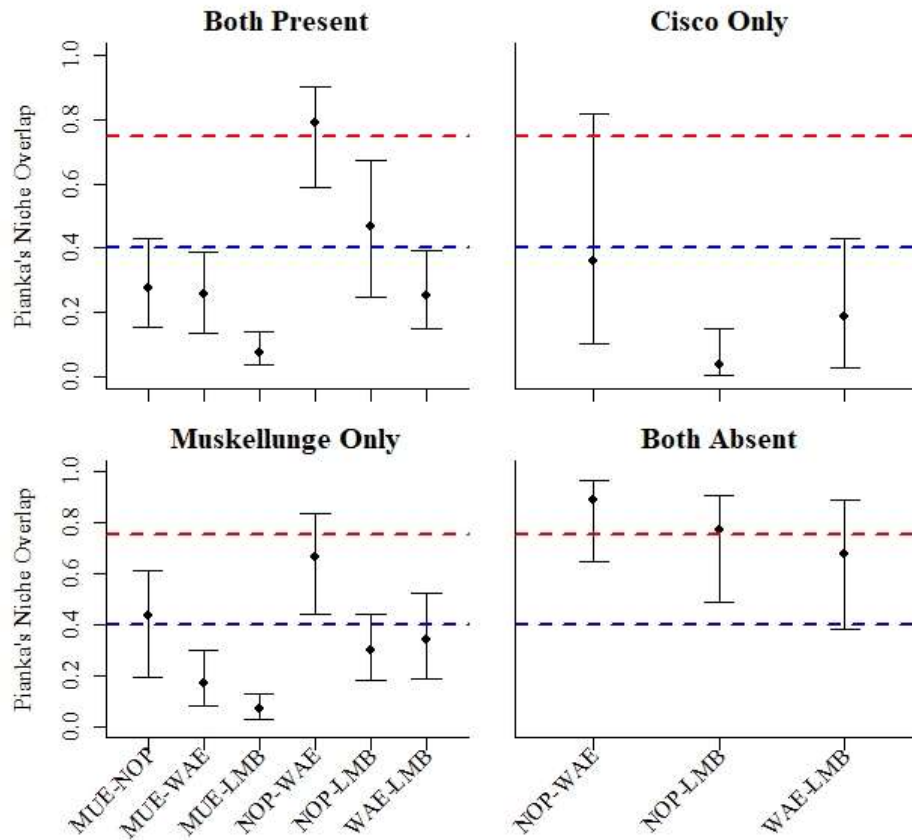 Both Present
Cisco Only
Pianka's Niche Overlap
1.0
0.8
0.6
0.4
0.2
0.0
Muskellunge Only
Both Absent
Pianka's Niche Overlap
1.0
0.8
0.6
0.4
0.2
0.0
MUE-NOP
MUE-WAE
MUE-LMB
NOP-WAE
NOP-LMB
WAE-LMB
NOP-WAE
NOP-LMB
WAE-LMB